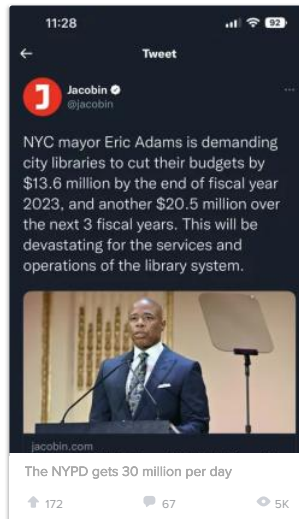 11:28
92
Tweet
Jacobin
@jacobin
NYC mayor Eric Adams is demanding
city libraries to cut their budgets by
$13.6 million by the end of fiscal year
2023, and another $20.5 million over
the next 3 fiscal years. This will be
devastating for the services and
operations of the library system.
jacobin.com
The NYPD gets 30 million per day
172
67
5K